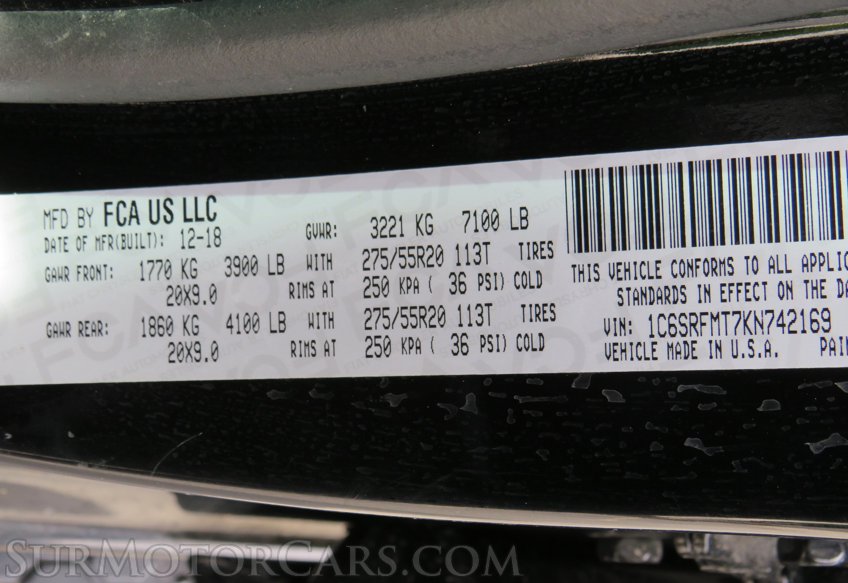 MFD BY FCA US LLC
DATE OF MFR(BUILT): 12-18 GVWR: 3221 KG 7100 LB
GAWR FRONT: 1770 KG 3900 LB WITH 275/55R20 113T TIRES
20X9.0 RIMS AT 250 KPA ( 36 PSI) COLD
GAWR REAR: 1860 KG 4100 LB WITH 275/55R20 113T TIRES
20X9.0 RIMS AT 250 KPA ( 36 PSI) COLD
THIS VEHICLE CONFORMS TO ALL APPLIC
STANDARDS IN EFFECT ON THE DA
VIN: 1C6SRFMT7KN742169
VEHICLE MADE IN U.S.A. PAIN
SURMOTORCARS.COM